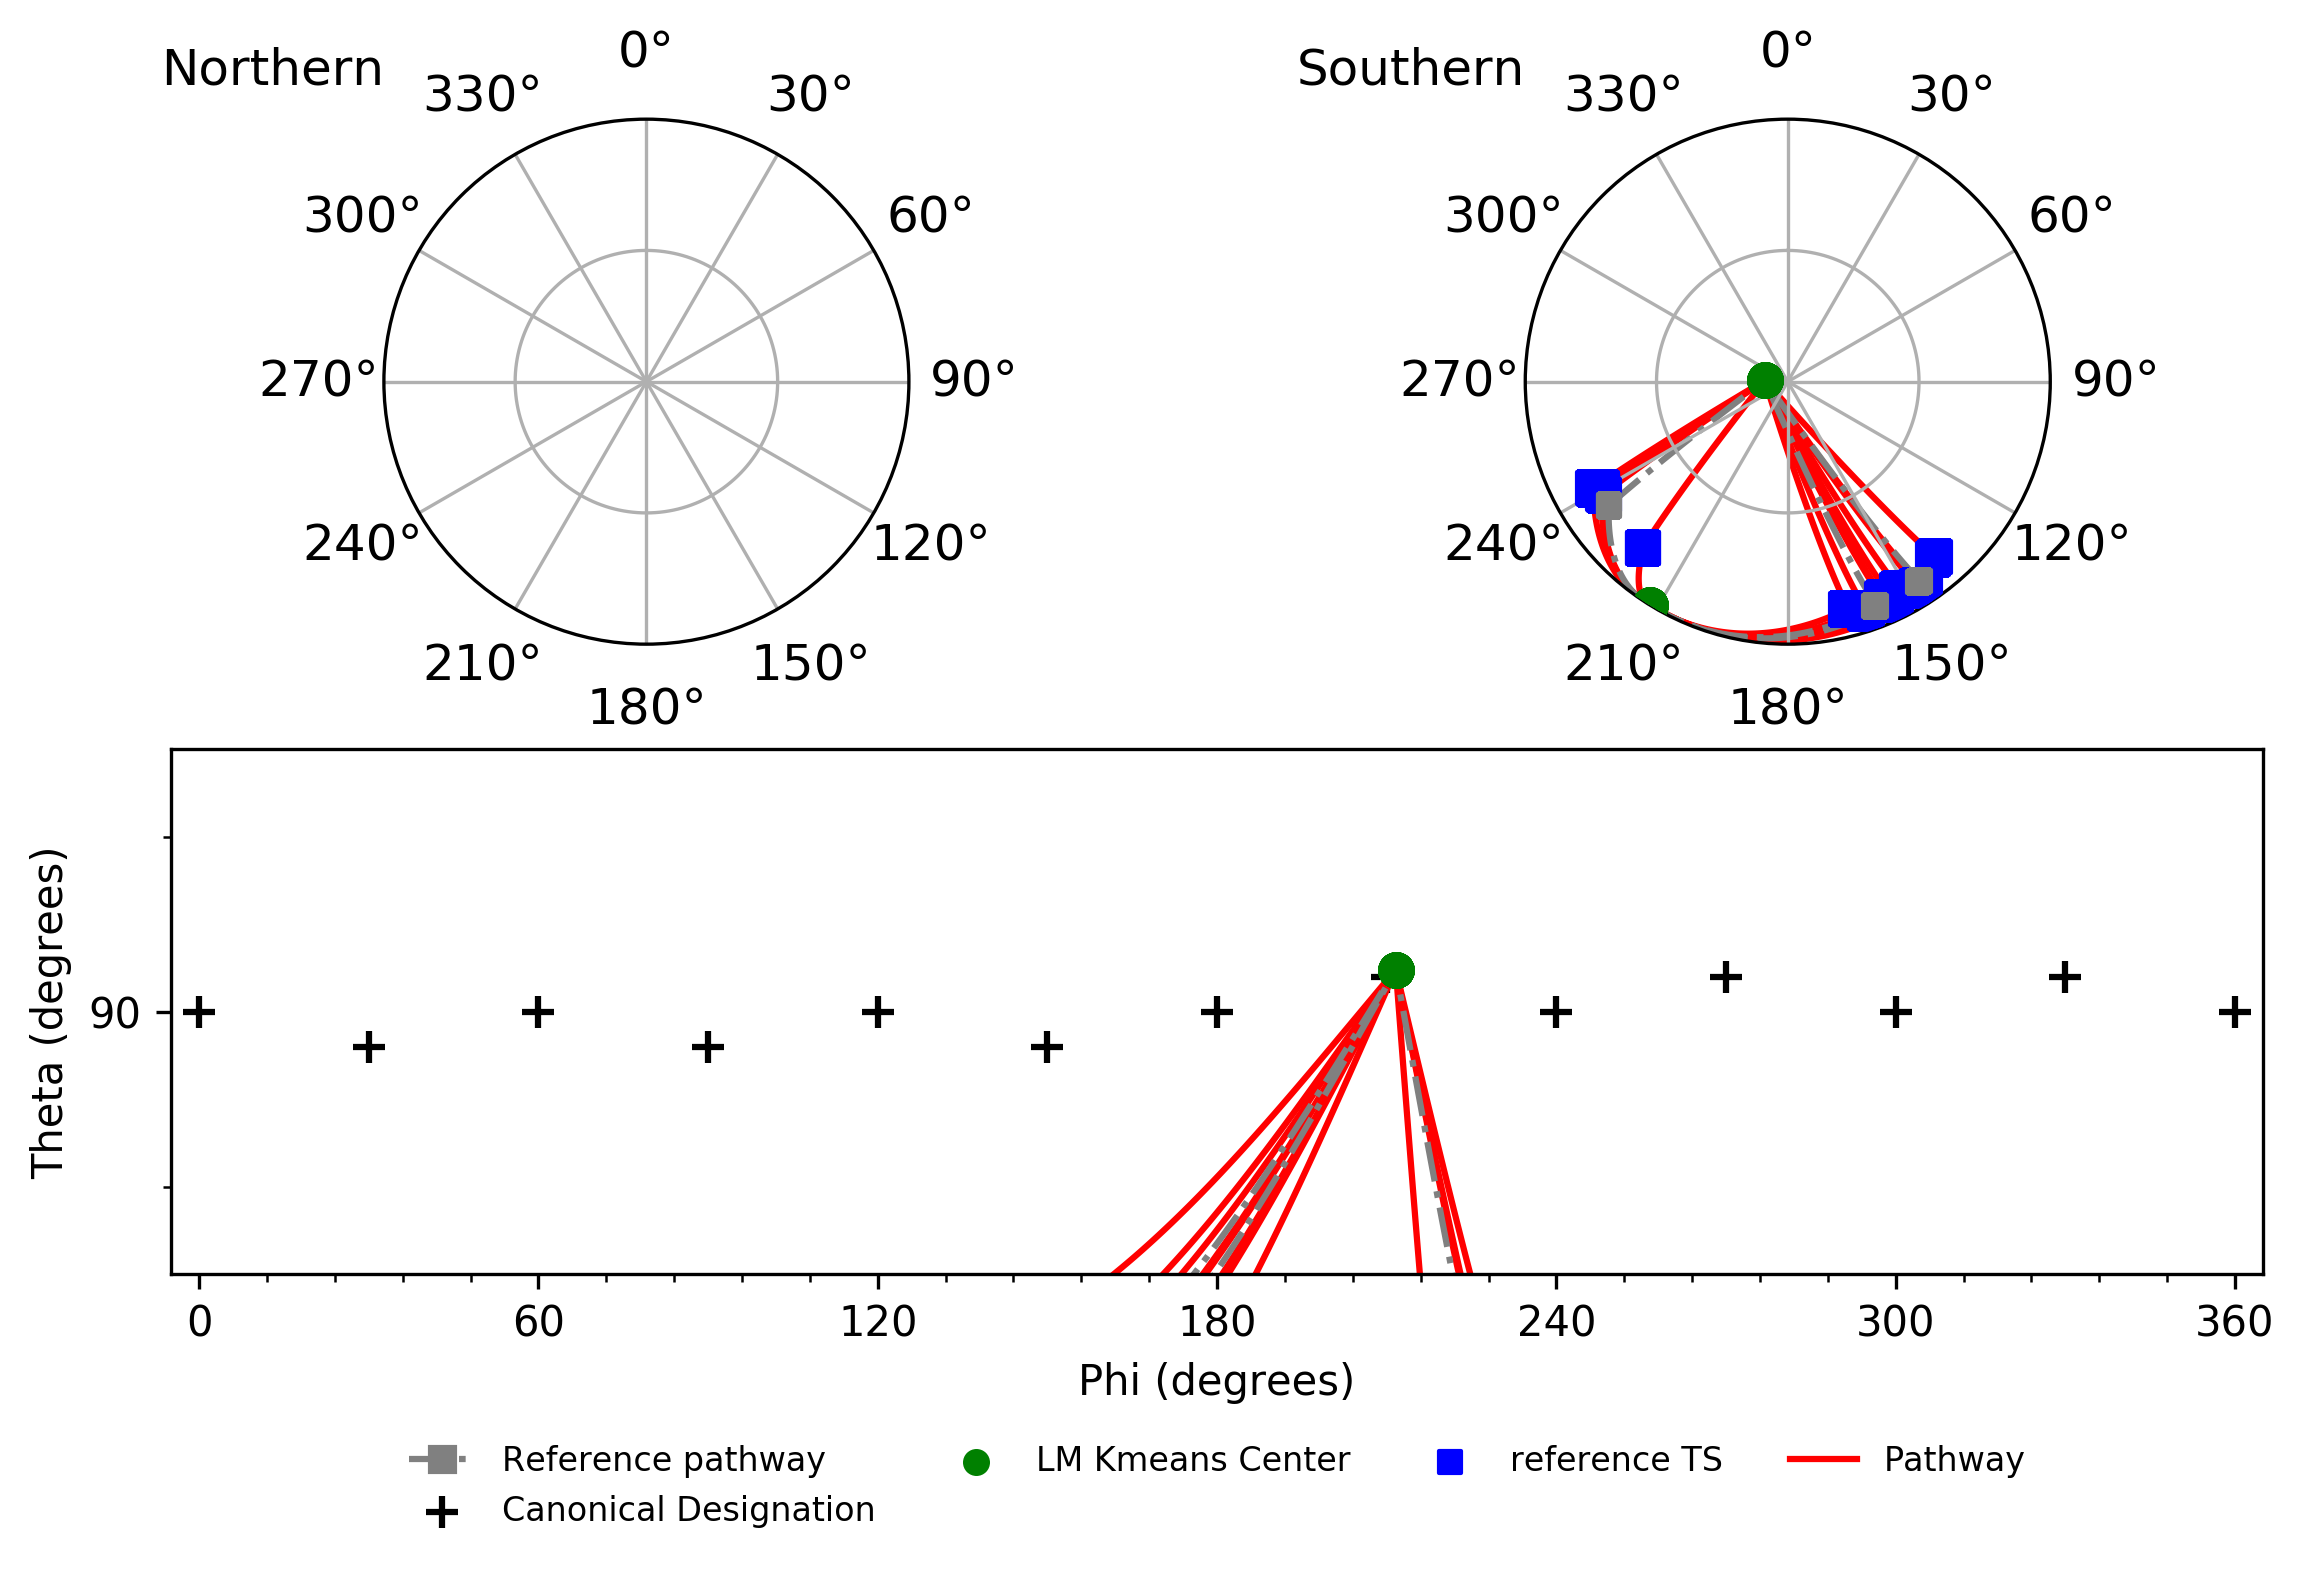 Northern
0°
30°
60°
90°
120°
150°
180°
210°
240°
270°
300°
330°
Southern
0°
30°
60°
90°
120°
150°
180°
210°
240°
270°
300°
330°
Theta (degrees)
90
0 60 120 180 240 300 360
Phi (degrees)
Reference pathway
Canonical Designation
LM Kmeans Center
reference TS
Pathway